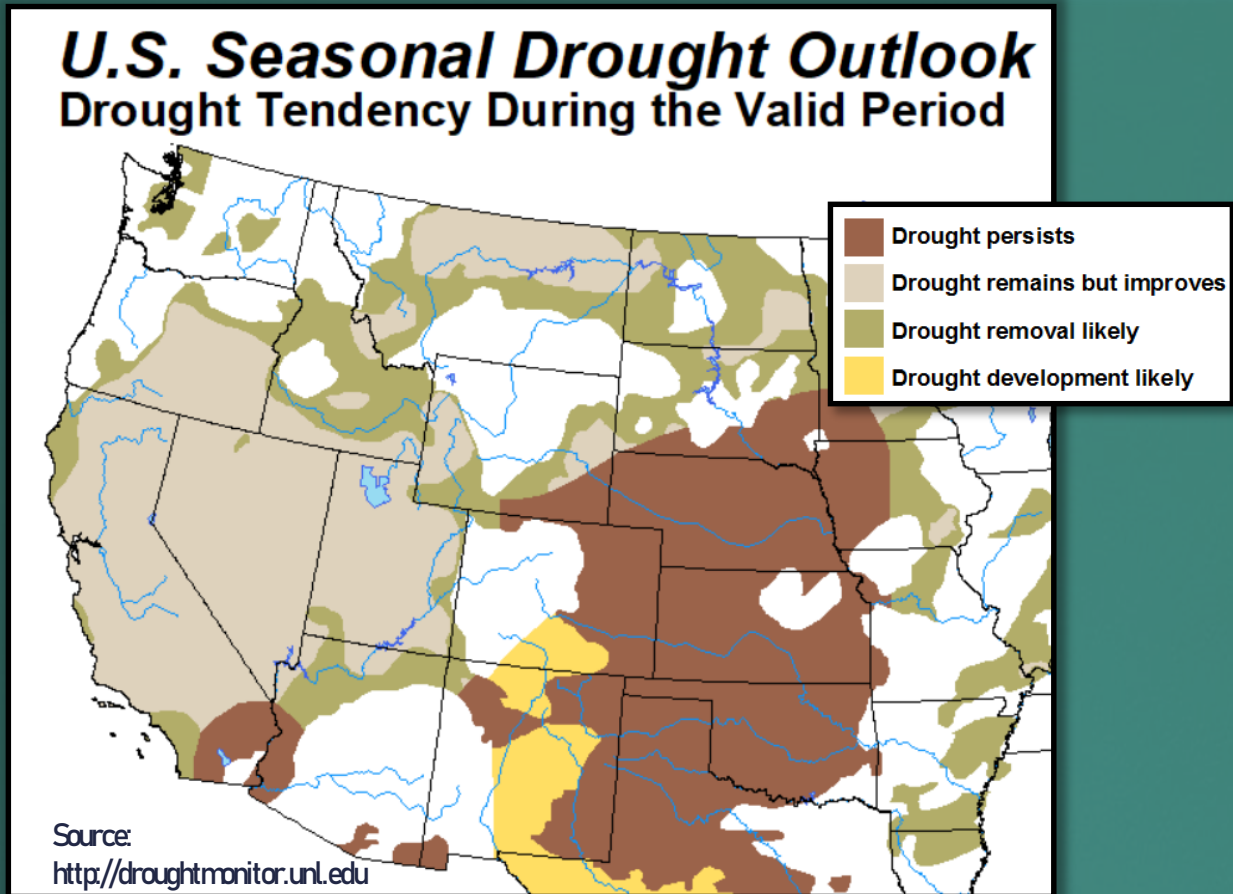 U.S. Seasonal Drought Outlook
Drought Tendency During the Valid Period
Drought persists
Drought remains but improves
Drought removal likely
Drought development likely
Source:
http://droughtmonitor.unl.edu